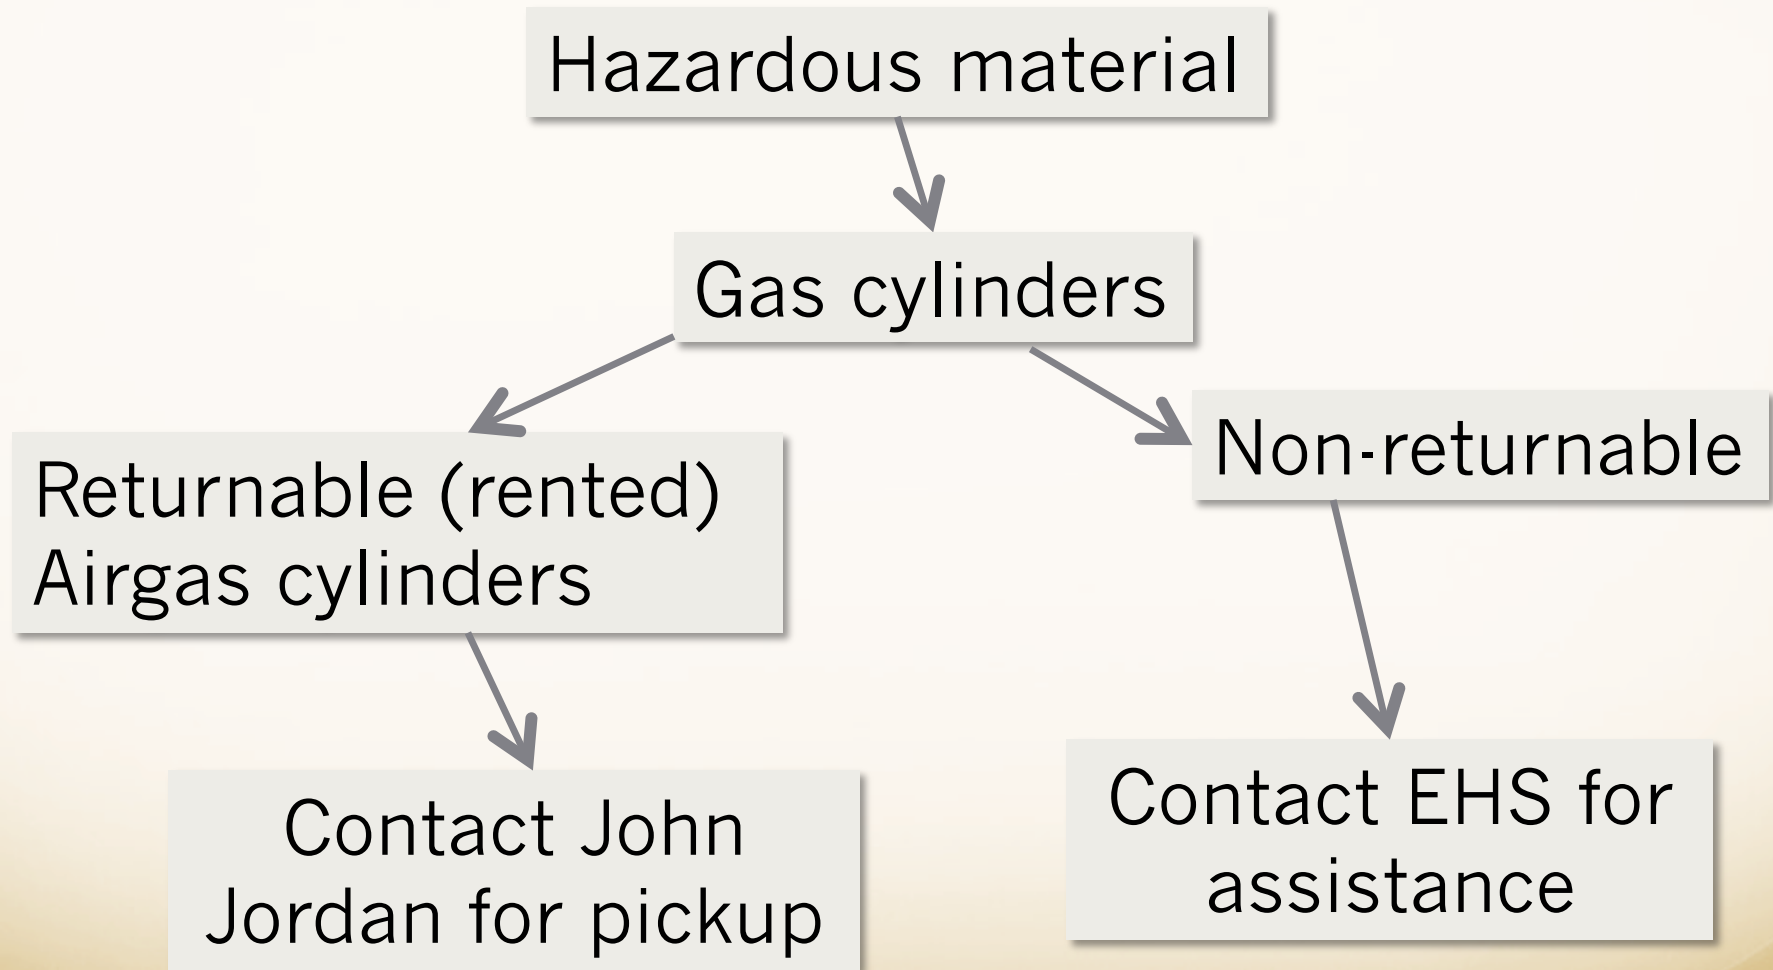 Hazardous material
Gas cylinders
Returnable (rented)
Airgas cylinders
Non-returnable
Contact John
Jordan for pickup
Contact EHS for
assistance